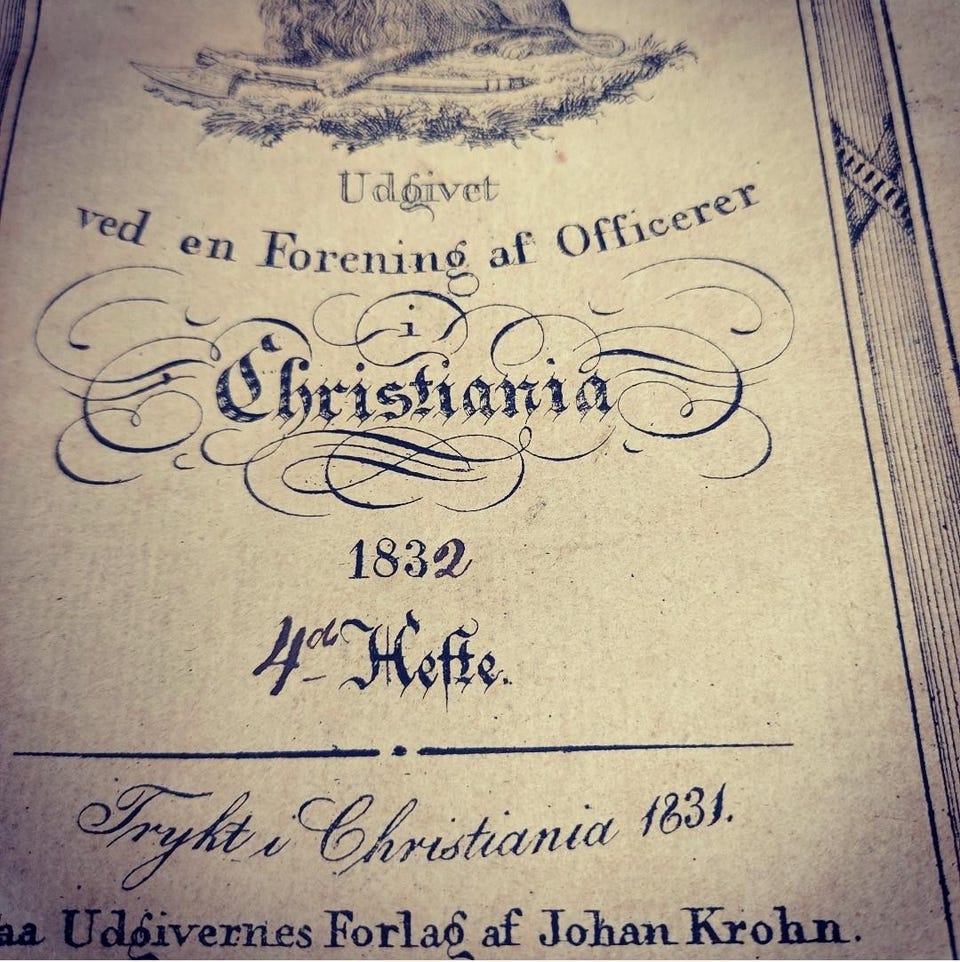 Udgivet
ved en Forening af Officerer
i
Christiania
1832
4de Hefte.
Trykt i Christiania 1831.
Udgivernes Forlag af Johan Krohn.